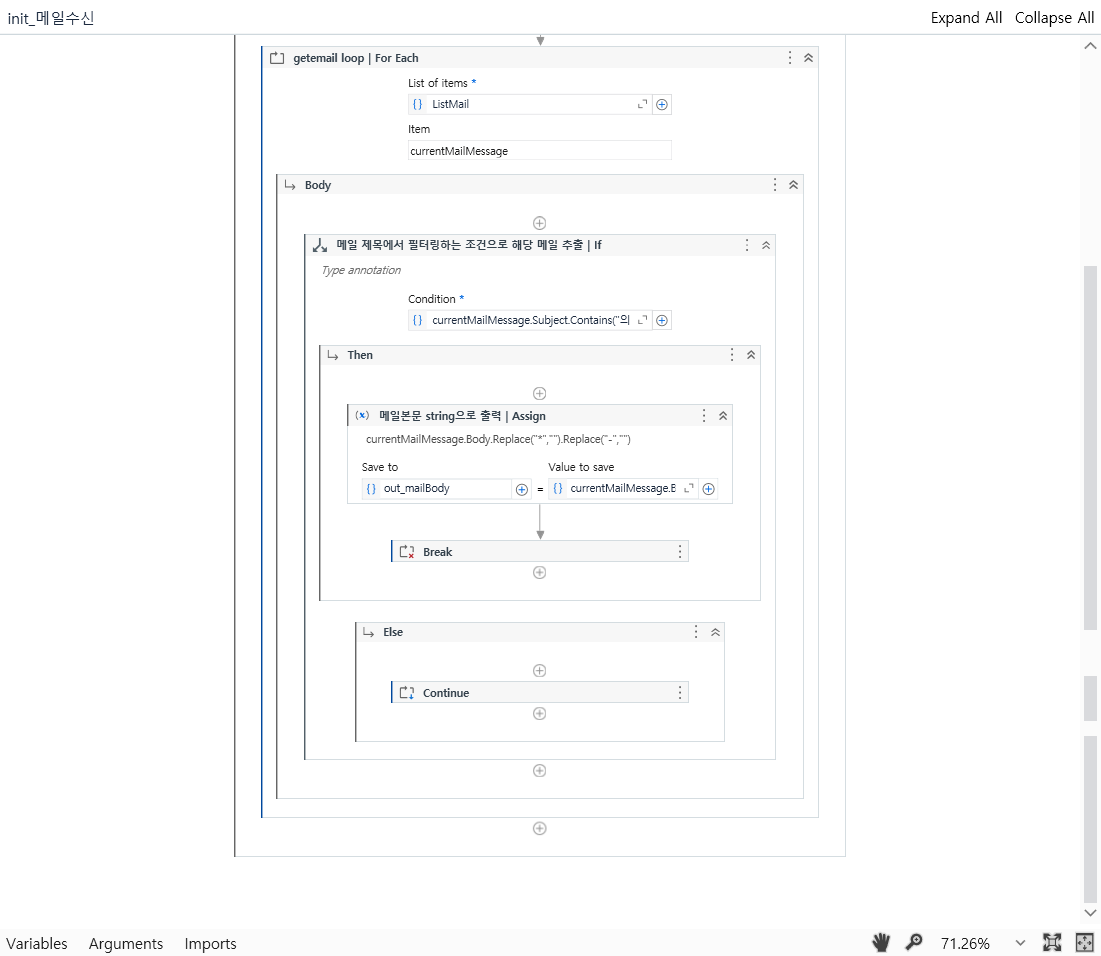 init_메일수신
Expand All Collapse All
getemail loop | For Each
List of items *
ListMail
Item
currentMailMessage
Body
메일 제목에서 필터링하는 조건으로 해당 메일 추출 | If
Type annotation
Condition *
currentMailMessage.Subject.Contains("의
Then
메일본문 string으로 출력 | Assign
currentMailMessage.Body.Replace("*","").Replace("-","")
Save to Value to save
out_mailBody = currentMailMessage.B
Break
Else
Continue
Variables Arguments Imports 71.26%